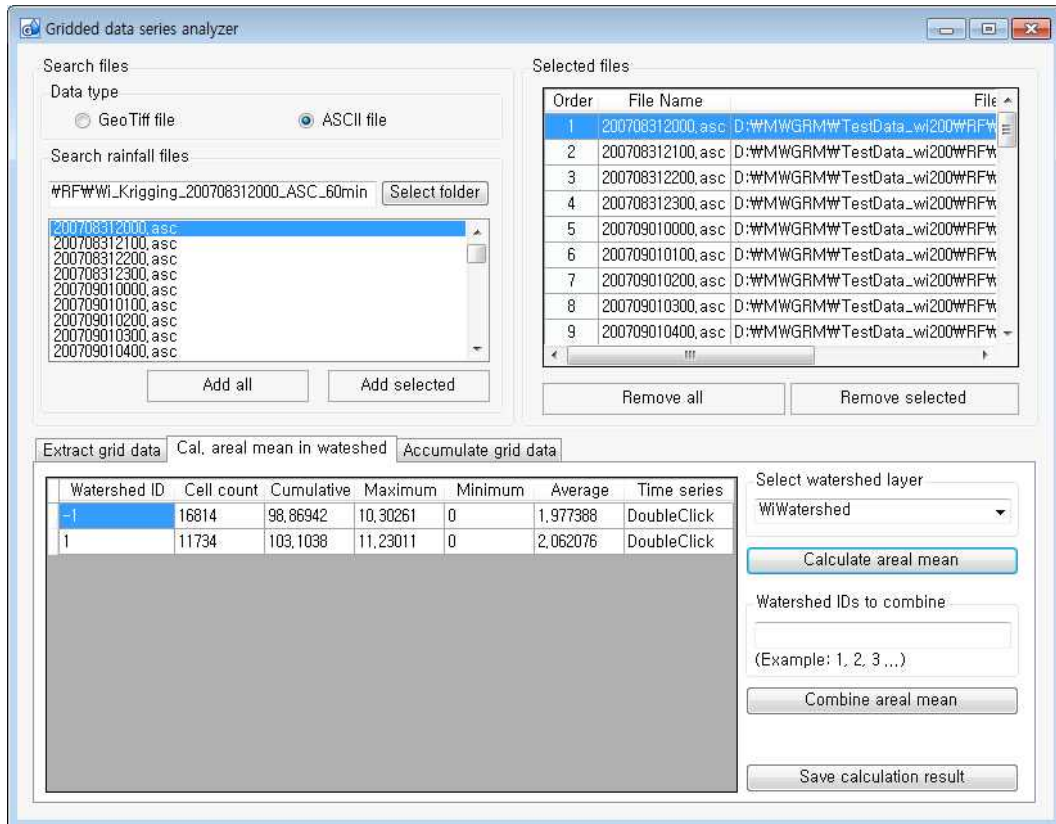 Gridded data series analyzer
Search files
Data type
GeoTiff file
ASCII file
Search rainfall files
₩RF₩Wi_Krigging_200708312000_ASC_60min
Select folder
200708312000.asc
200708312100.asc
200708312200.asc
200708312300.asc
200709010000.asc
200709010100.asc
200709010200.asc
200709010300.asc
200709010400.asc
Add all
Add selected
Selected files
Order File Name File
1 200708312000.asc D:₩MWGRM₩TestData_wi200₩RF₩
2 200708312100.asc D:₩MWGRM₩TestData_wi200₩RF₩
3 200708312200.asc D:₩MWGRM₩TestData_wi200₩RF₩
4 200708312300.asc D:₩MWGRM₩TestData_wi200₩RF₩
5 200709010000.asc D:₩MWGRM₩TestData_wi200₩RF₩
6 200709010100.asc D:₩MWGRM₩TestData_wi200₩RF₩
7 200709010200.asc D:₩MWGRM₩TestData_wi200₩RF₩
8 200709010300.asc D:₩MWGRM₩TestData_wi200₩RF₩
9 200709010400.asc D:₩MWGRM₩TestData_wi200₩RF₩
Remove all
Remove selected
Extract grid data
Cal. areal mean in wateshed
Accumulate grid data
Watershed ID Cell count Cumulative Maximum Minimum Average Time series
-1 16814 98.86942 10.30261 0 1.977388 DoubleClick
1 11734 103.1038 11.23011 0 2.062076 DoubleClick
Select watershed layer
WiWatershed
Calculate areal mean
Watershed IDs to combine
(Example: 1, 2, 3 ...)
Combine areal mean
Save calculation result